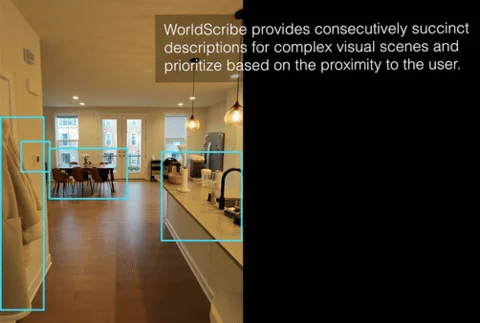 WorldScribe provides consecutively succinct
descriptions for complex visual scenes and
prioritize based on the proximity to the user.